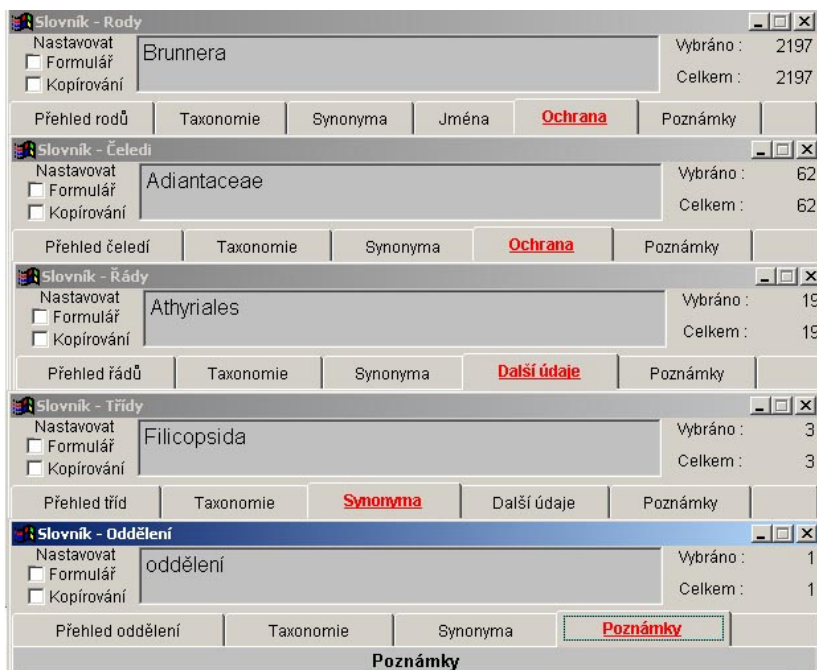 Slovník - Rody
Nastavovat
Formulář
Kopírování
Brunnera
Vybráno : 2197
Celkem : 2197
Přehled rodů Taxonomie Synonyma Jména Ochrana Poznámky
Slovník - Čeledi
Nastavovat
Formulář
Kopírování
Adiantaceae
Vybráno : 62
Celkem : 62
Přehled čeledí Taxonomie Synonyma Ochrana Poznámky
Slovník - Řády
Nastavovat
Formulář
Kopírování
Athyriales
Vybráno : 19
Celkem : 19
Přehled řádů Taxonomie Synonyma Další údaje Poznámky
Slovník - Třídy
Nastavovat
Formulář
Kopírování
Filicopsida
Vybráno : 3
Celkem : 3
Přehled tříd Taxonomie Synonyma Další údaje Poznámky
Slovník - Oddělení
Nastavovat
Formulář
Kopírování
oddělení
Vybráno : 1
Celkem : 1
Přehled oddělení Taxonomie Synonyma Poznámky
Poznámky